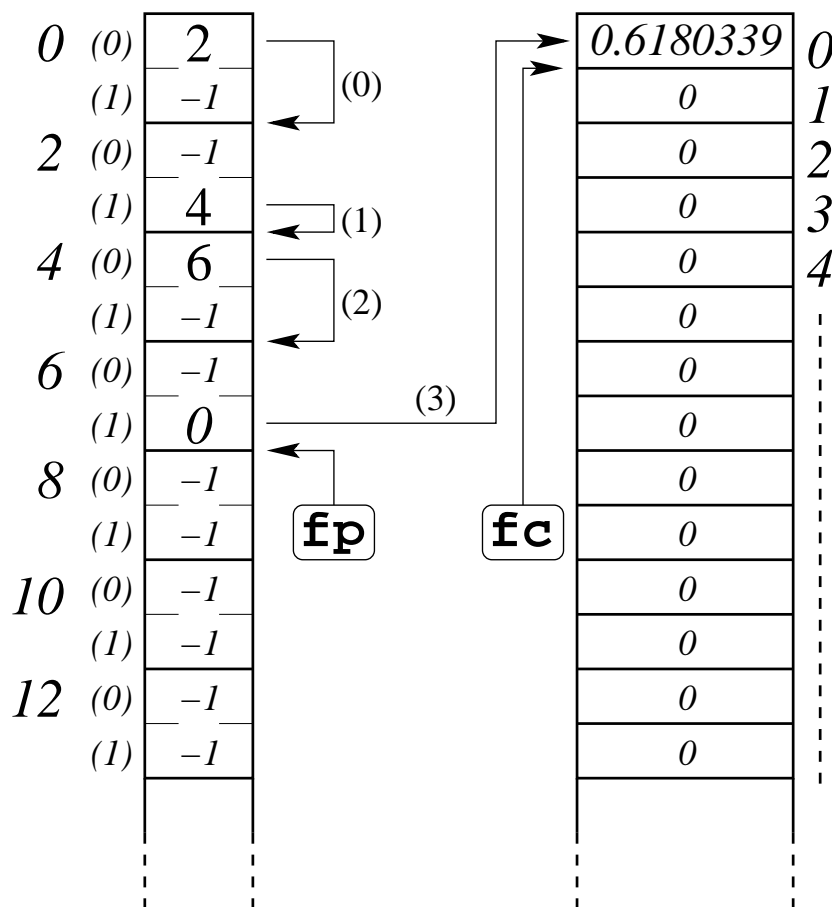 0 (0) 2 0.6180339 0
(1) –1 (0) 0 1
2 (0) –1 0 2
(1) 4 (1) 0 3
4 (0) 6 0 4
(1) –1 (2) 0
6 (0) –1 0
(1) 0 (3) 0
8 (0) –1 0
(1) –1 fp fc 0
10 (0) –1 0
(1) –1 0
12 (0) –1 0
(1) –1 0